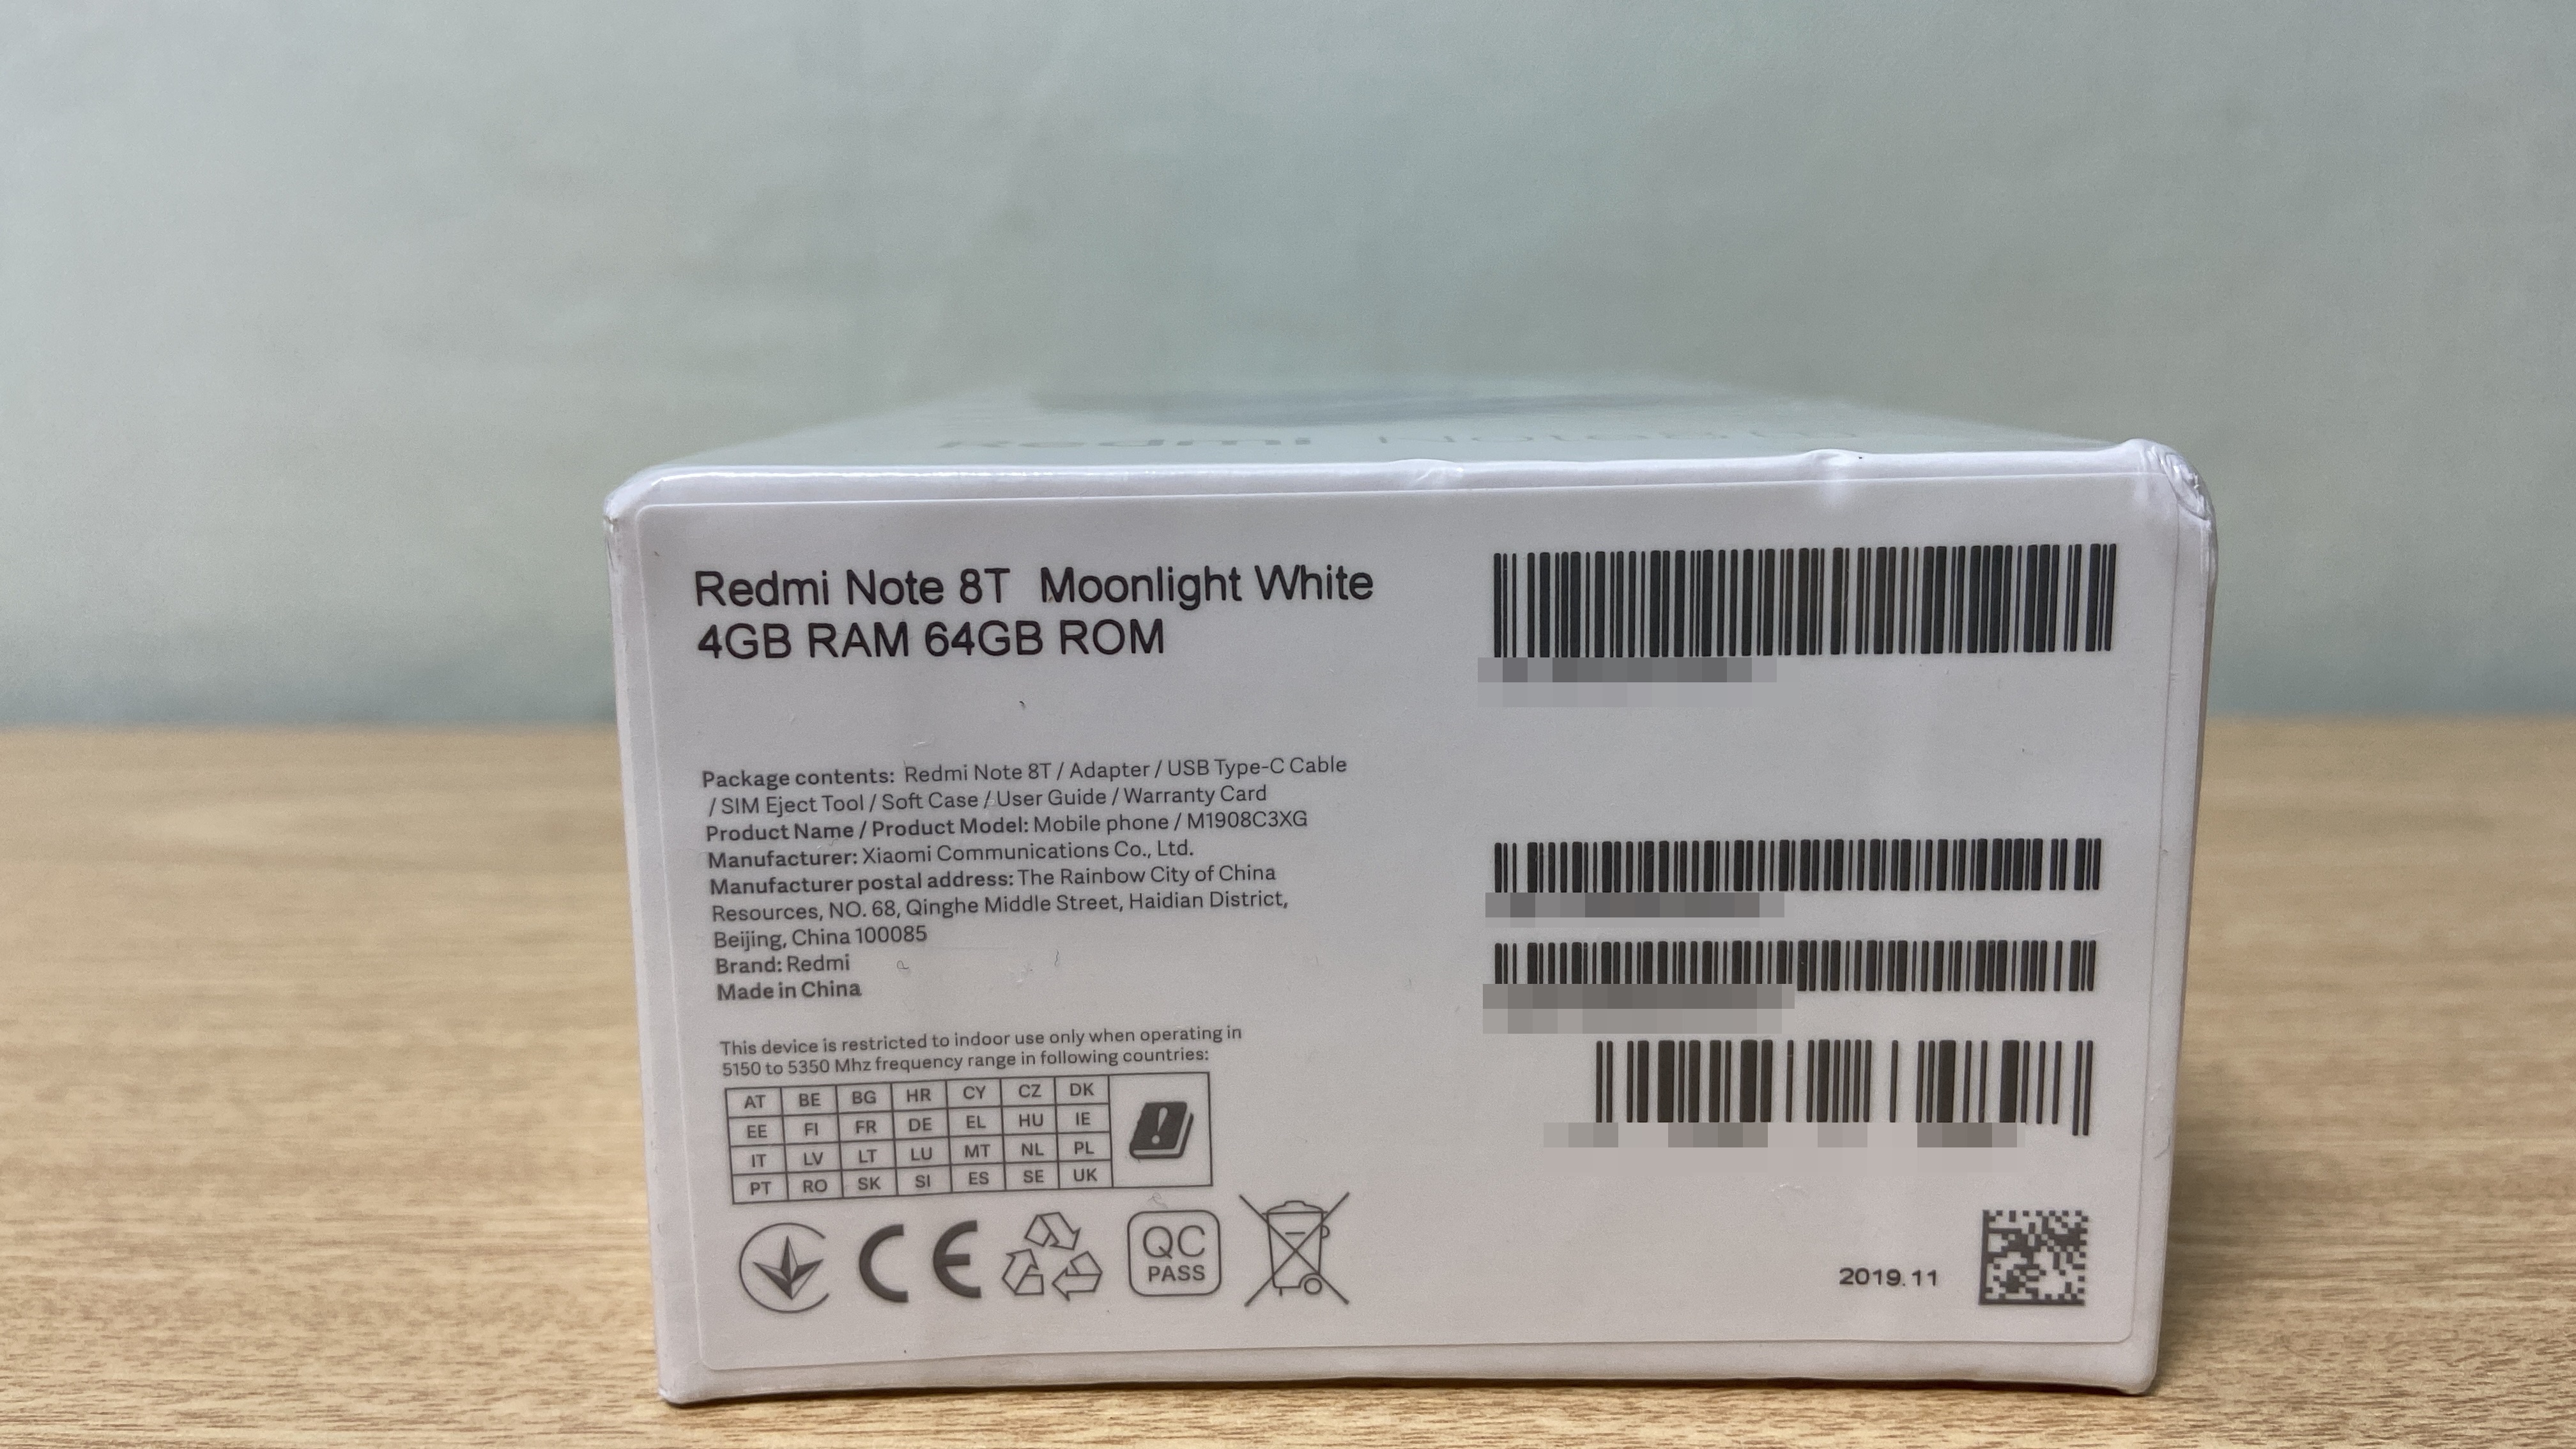 Redmi Note 8T
Redmi Note 8T Moonlight White
4GB RAM 64GB ROM
Package contents: Redmi Note 8T / Adapter / USB Type-C Cable
/ SIM Eject Tool / Soft Case / User Guide / Warranty Card
Product Name / Product Model: Mobile phone / M1908C3XG
Manufacturer: Xiaomi Communications Co., Ltd.
Manufacturer postal address: The Rainbow City of China
Resources, NO. 68, Qinghe Middle Street, Haidian District,
Beijing, China 100085
Brand: Redmi
Made in China
This device is restricted to indoor use only when operating in
5150 to 5350 Mhz frequency range in following countries:
AT BE BG HR CY CZ DK
EE FI FR DE EL HU IE
IT LV LT LU MT NL PL
PT RO SK SI ES SE UK
CE
QC
PASS
2019.11